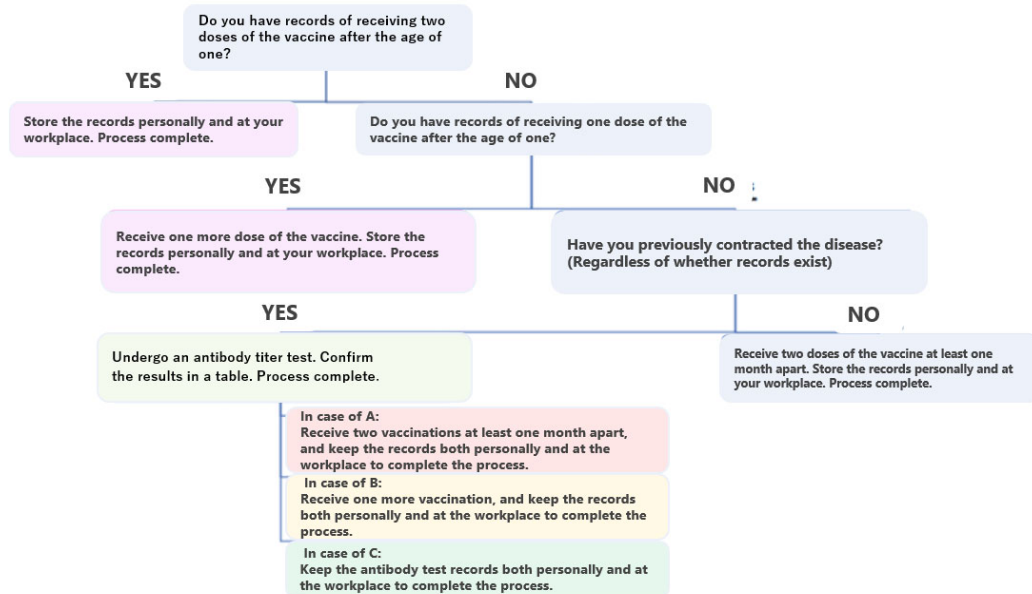 Do you have records of receiving two
doses of the vaccine after the age of
one?
YES
NO
Store the records personally and at your
workplace. Process complete.
Do you have records of receiving one dose of the
vaccine after the age of one?
YES
NO
Receive one more dose of the vaccine. Store the
records personally and at your workplace. Process
complete.
Have you previously contracted the disease?
(Regardless of whether records exist)
YES
NO
Undergo an antibody titer test. Confirm
the results in a table. Process complete.
Receive two doses of the vaccine at least one
month apart. Store the records personally and at
your workplace. Process complete.
In case of A:
Receive two vaccinations at least one month apart,
and keep the records both personally and at the
workplace to complete the process.
In case of B:
Receive one more vaccination, and keep the records
both personally and at the workplace to complete the
process.
In case of C:
Keep the antibody test records both personally and at
the workplace to complete the process.